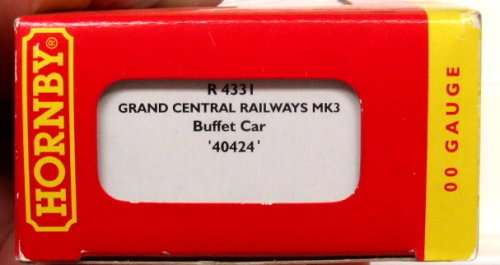 HORNBY®
R 4331
GRAND CENTRAL RAILWAYS MK3
Buffet Car
'40424'
00 GAUGE